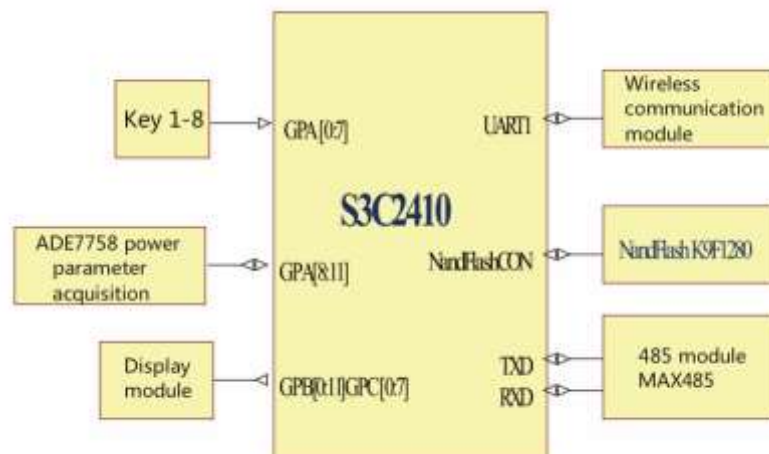 Key 1-8
GPA[0:7]
ADE7758 power
parameter
acquisition
GPA[8:11]
Display
module
GPB[0:11]GPC[0:7]
S3C2410
UART1
Wireless
communication
module
NandFlashCON
NandFlash K9F1280
TXD
RXD
485 module
MAX485